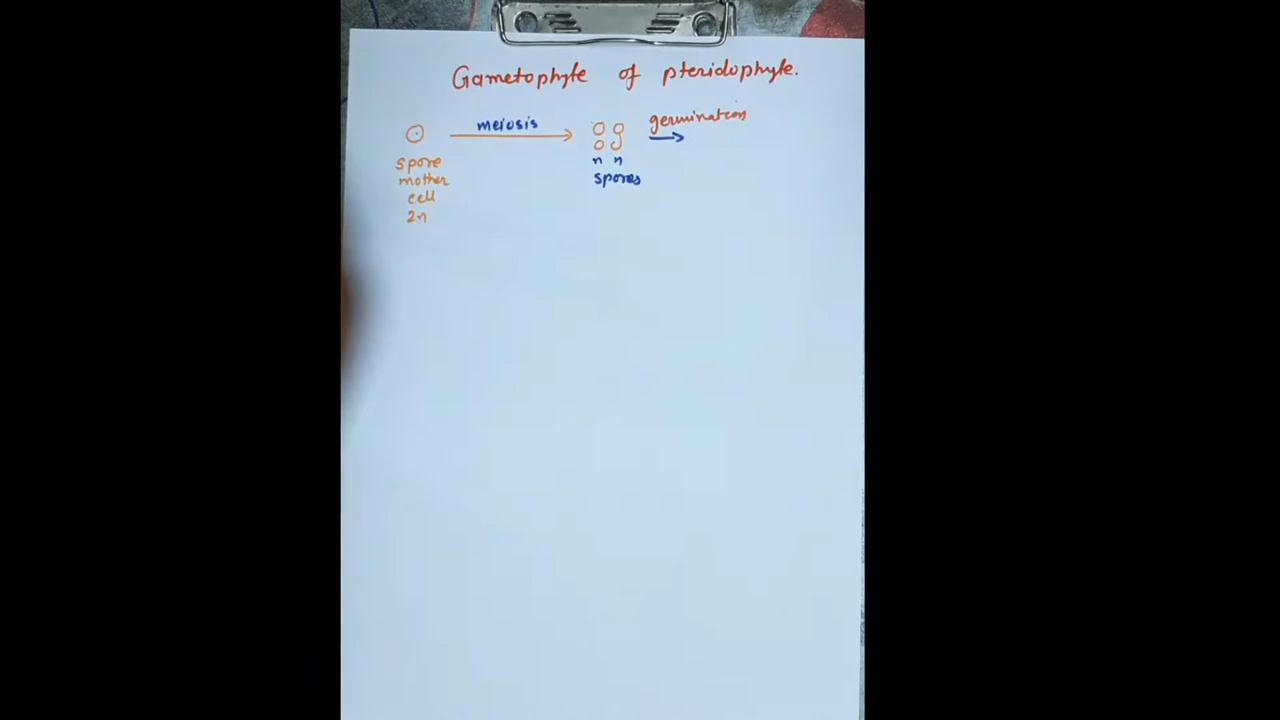 Gametophyte of pteridophyte.
meiosis
germination
spore
mother
cell
2n
n n
spores